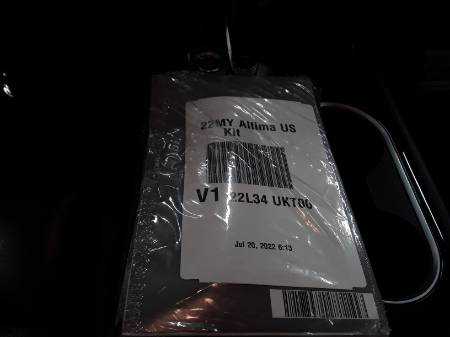 22MY Altima US
Kit
V1 22L34 UKT00
Jul 20, 2022 6:13